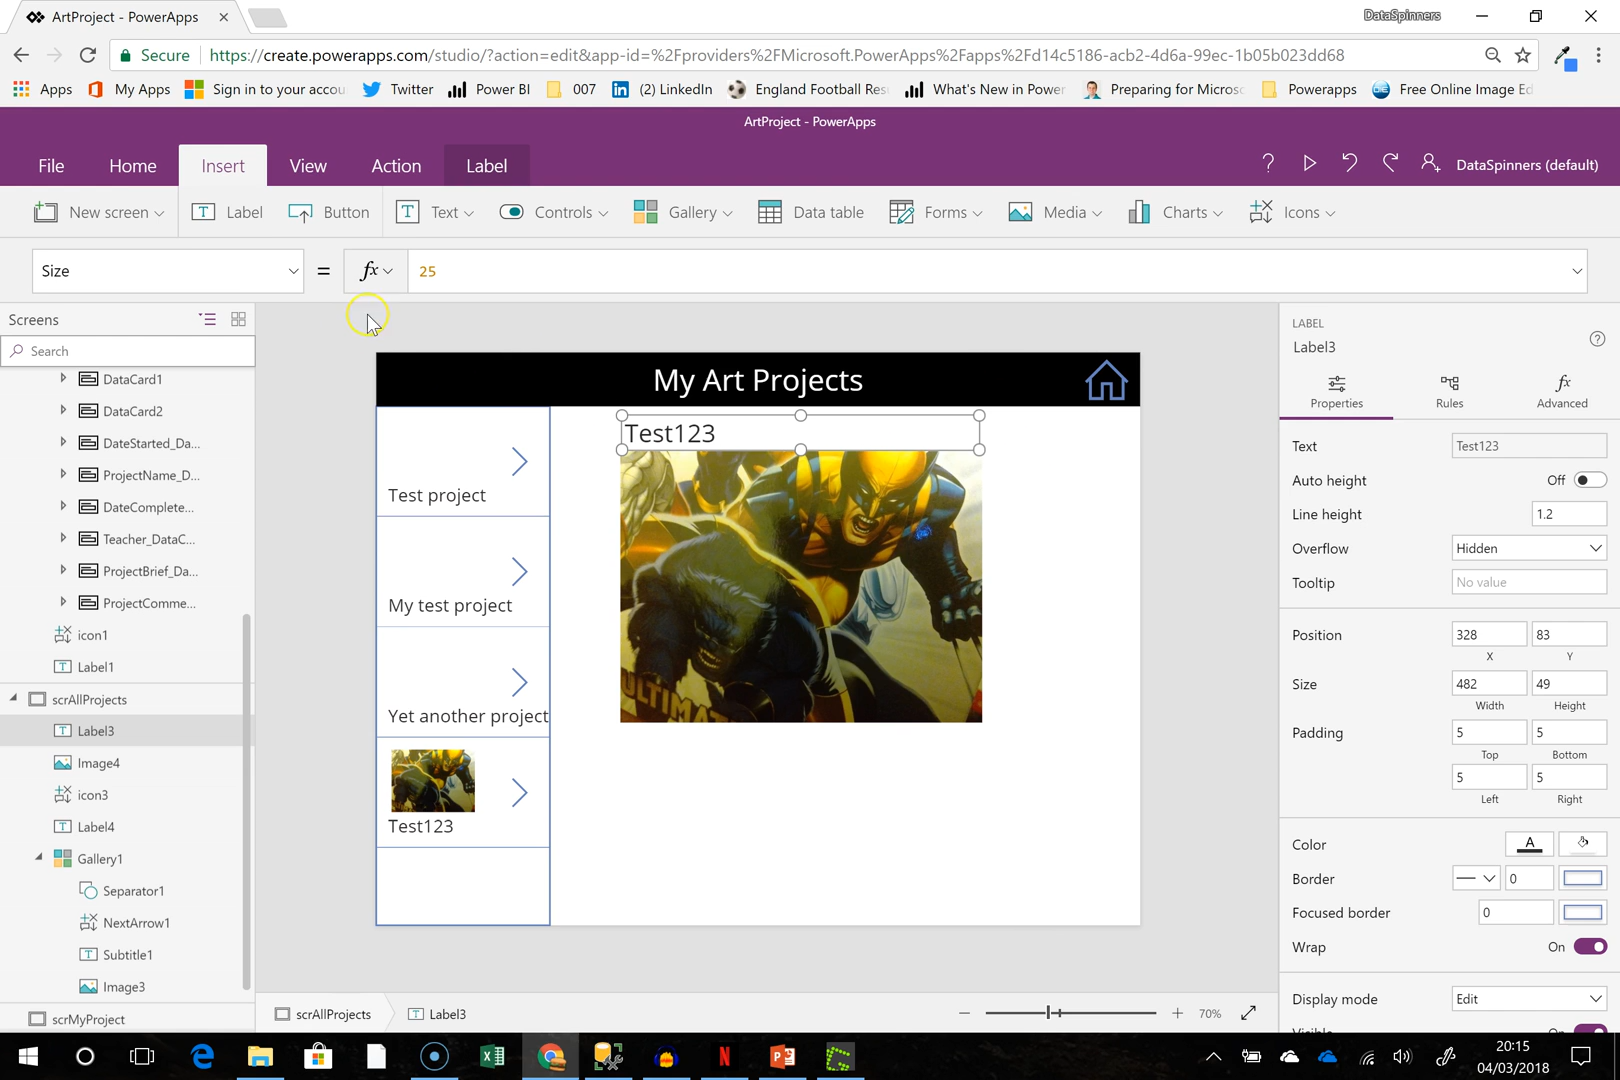 ArtProject - PowerApps
DataSpinners
Secure
https://create.powerapps.com/studio/?action=edit&app-id=%2Fproviders%2FMicrosoft.PowerApps%2Fapps%2Fd14c5186-acb2-4d6a-99ec-1b05b023dd68
Apps
My Apps
Sign in to your accou
Twitter
Power BI
007
(2) LinkedIn
England Football Res
What's New in Power
Preparing for Microsc
Powerapps
Free Online Image Ed
ArtProject - PowerApps
File
Home
Insert
View
Action
Label
?
DataSpinners (default)
New screen
Label
Button
Text
Controls
Gallery
Data table
Forms
Media
Charts
Icons
Size
=
fx
25
Screens
Search
DataCard1
DataCard2
DateStarted_Da...
ProjectName_D...
DateComplete...
Teacher_DataC...
ProjectBrief_Da...
ProjectComme...
icon1
Label1
scrAllProjects
Label3
Image4
icon3
Label4
Gallery1
Separator1
NextArrow1
Subtitle1
Image3
scrMyProject
My Art Projects
Test project
My test project
Yet another project
Test123
Test123
ULTIMAT
LABEL
Label3
?
Properties
Rules
fx
Advanced
Text
Test123
Auto height
Off
Line height
1.2
Overflow
Hidden
Tooltip
No value
Position
328
83
X
Y
Size
482
49
Width
Height
Padding
5
5
Top
Bottom
5
5
Left
Right
Color
A
Border
0
Focused border
0
Wrap
On
Display mode
Edit
scrAllProjects
Label3
70%
20:15
04/03/2018